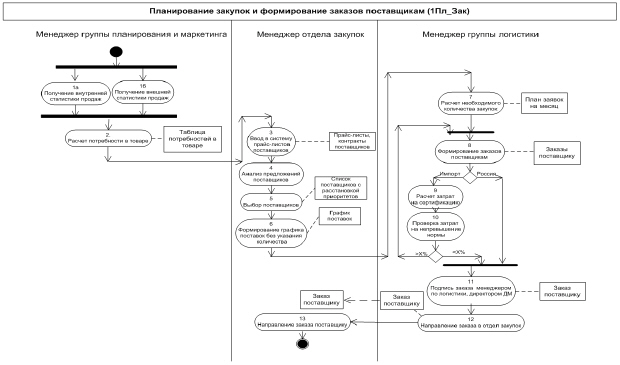 Планирование закупок и формирование заказов поставщикам (1Пл_Зак)
Менеджер группы планирования и маркетинга
Менеджер отдела закупок
Менеджер группы логистики
1а
Получение внутренней
статистики продаж
1б
Получение внешней
статистики продаж
2
Расчет потребности в товаре
Таблица
потребностей в
товаре
3
Ввод в систему
прайс-листов
поставщиков
Прайс-листы,
контракты
поставщиков
4
Анализ предложений
поставщиков
5
Выбор поставщиков
Список
поставщиков с
расстановкой
приоритетов
6
Формирование графика
поставок без указания
количества
График
поставок
7
Расчет необходимого
количества закупок
План заявок
на месяц
8
Формирование заказов
поставщикам
Заказы
поставщику
Импорт
Россия
9
Расчет затрат
на сертификацию
10
Проверка затрат
на непревышение
нормы
<X%
11
Подпись заказа менеджером
по логистики, директором ДМ
Заказ
поставщику
12
Направление заказа в отдел закупок
Заказ
поставщику
Заказ
поставщику
13
Направление заказа поставщику